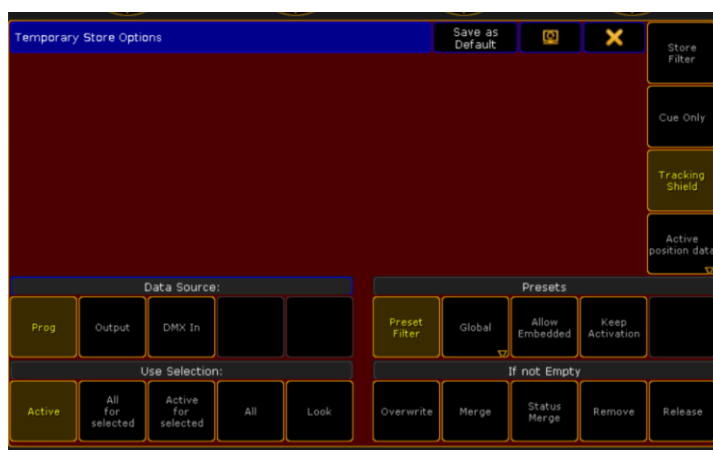 Temporary Store Options
Save as
Default
Store
Filter
Cue Only
Tracking
Shield
Active
position data
Data Source:
Presets
Prog
Output
DMX In
Preset
Filter
Global
Allow
Embedded
Keep
Activation
Use Selection:
If not Empty
Active
All
for
selected
Active
for
selected
All
Look
Overwrite
Merge
Status
Merge
Remove
Release